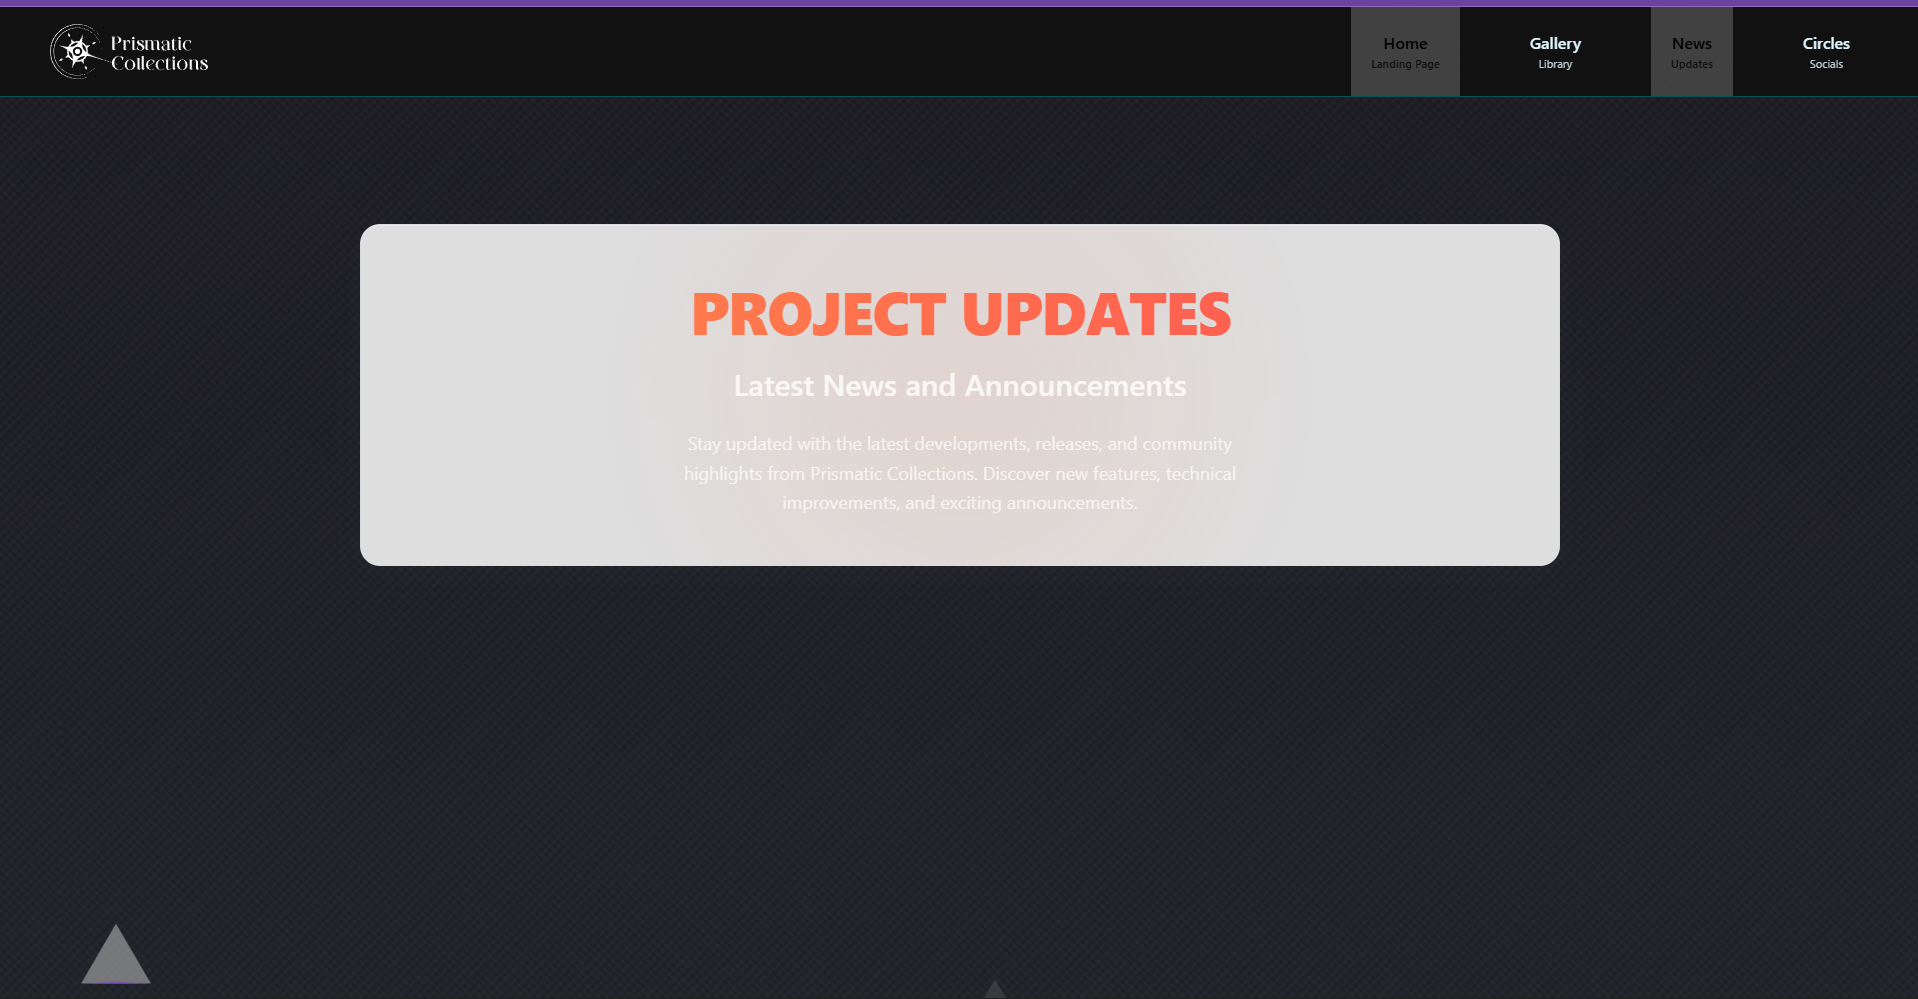 Prismatic
Collections
Home
Landing Page
Gallery
Library
News
Updates
Circles
Socials
PROJECT UPDATES
Latest News and Announcements
Stay updated with the latest developments, releases, and community
highlights from Prismatic Collections. Discover new features, technical
improvements, and exciting announcements.